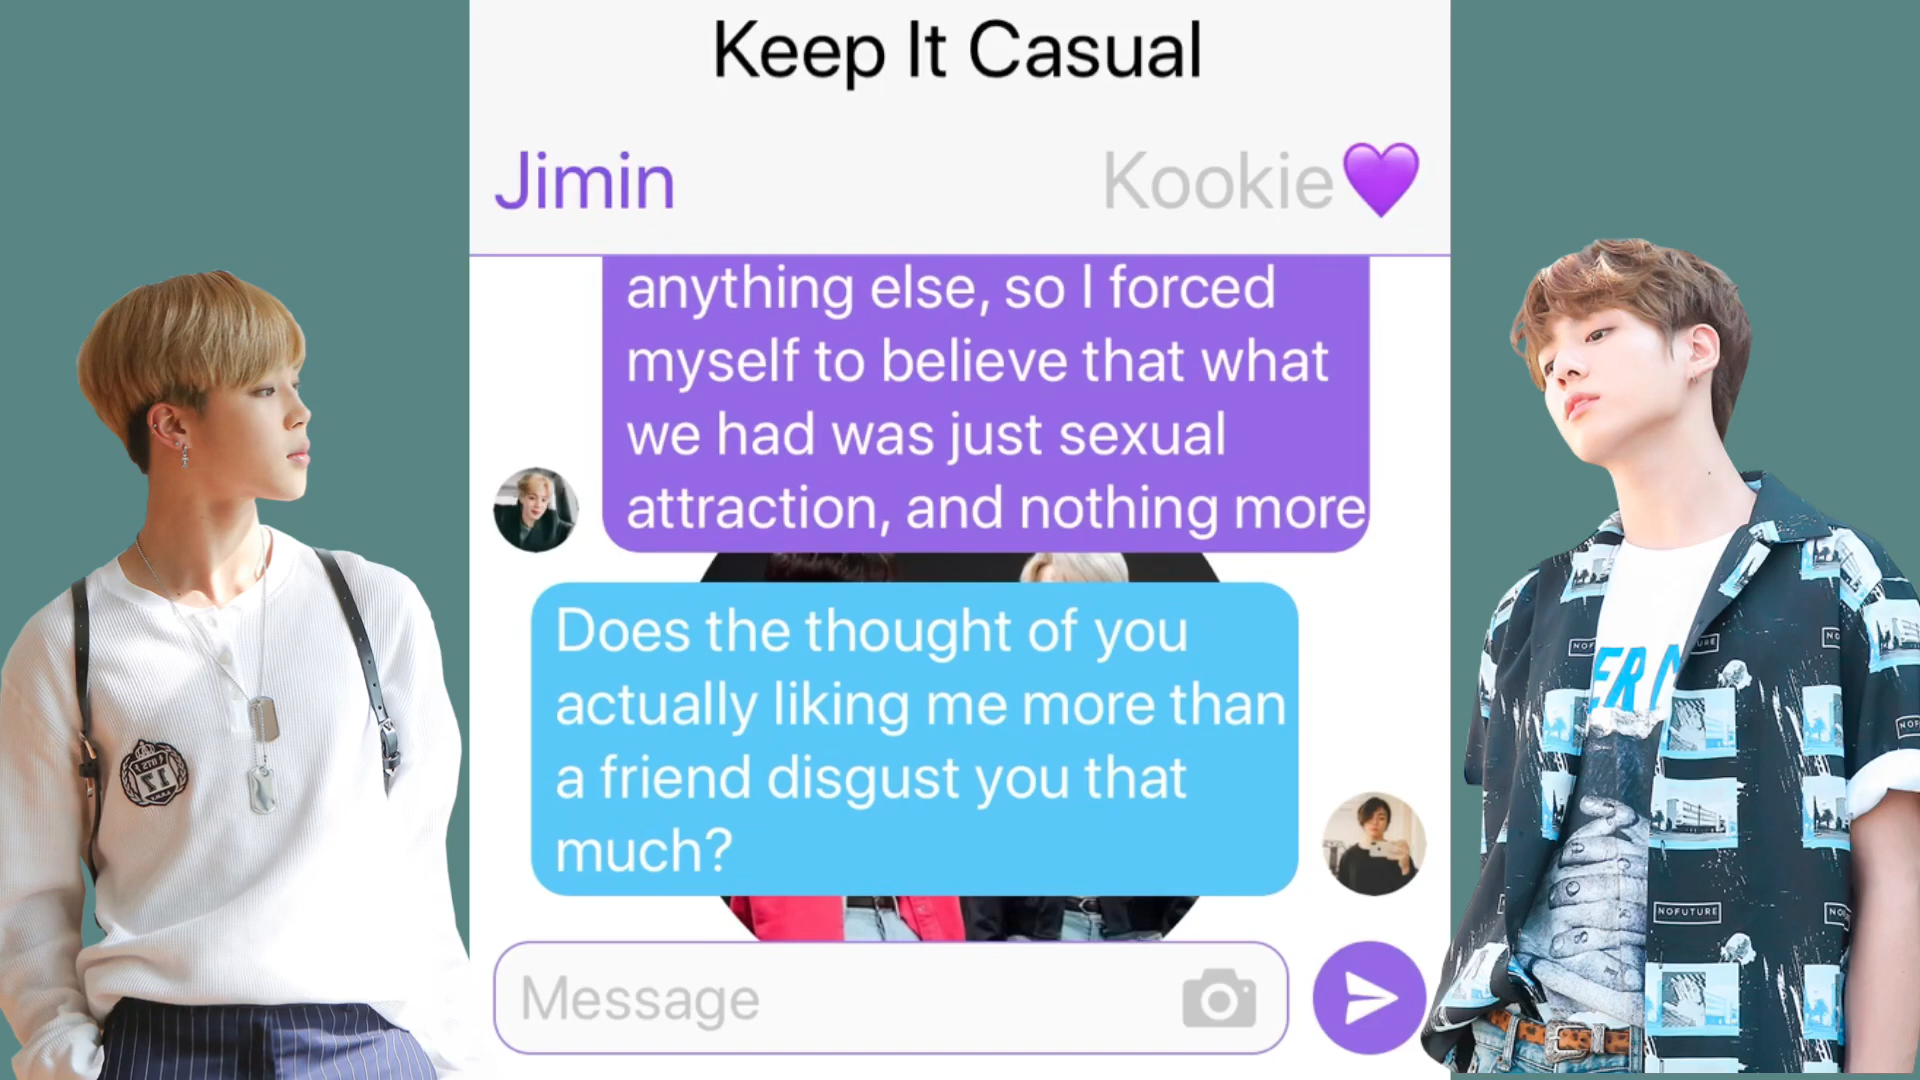 Keep It Casual
Jimin
Kookie💜
anything else, so I forced
myself to believe that what
we had was just sexual
attraction, and nothing more
Does the thought of you
actually liking me more than
a friend disgust you that
much?
Message
NOFUTURE